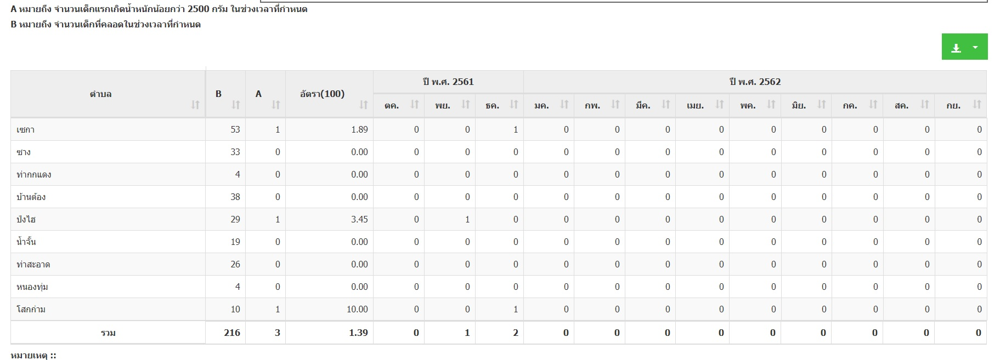 A หมายถึง จำนวนเด็กแรกเกิดน้ำหนักน้อยกว่า 2500 กรัม ในช่วงเวลาที่กำหนด
B หมายถึง จำนวนเด็กที่คลอดในช่วงเวลาที่กำหนด
ตำบล B A อัตรา(100) ปี พ.ศ. 2561 ปี พ.ศ. 2562
ตค. พย. ธค. มค. กพ. มีค. เมย. พค. มิย. กค. สค. กย.
เซกา 53 1 1.89 0 0 1 0 0 0 0 0 0 0 0 0
ซาง 33 0 0.00 0 0 0 0 0 0 0 0 0 0 0 0
ท่ากกแดง 4 0 0.00 0 0 0 0 0 0 0 0 0 0 0 0
บ้านต้อง 38 0 0.00 0 0 0 0 0 0 0 0 0 0 0 0
ป่งไฮ 29 1 3.45 0 1 0 0 0 0 0 0 0 0 0 0
น้ำจั้น 19 0 0.00 0 0 0 0 0 0 0 0 0 0 0 0
ท่าสะอาด 26 0 0.00 0 0 0 0 0 0 0 0 0 0 0 0
หนองทุ่ม 4 0 0.00 0 0 0 0 0 0 0 0 0 0 0 0
โสกก่าม 10 1 10.00 0 0 1 0 0 0 0 0 0 0 0 0
รวม 216 3 1.39 0 1 2 0 0 0 0 0 0 0 0 0
หมายเหตุ ::